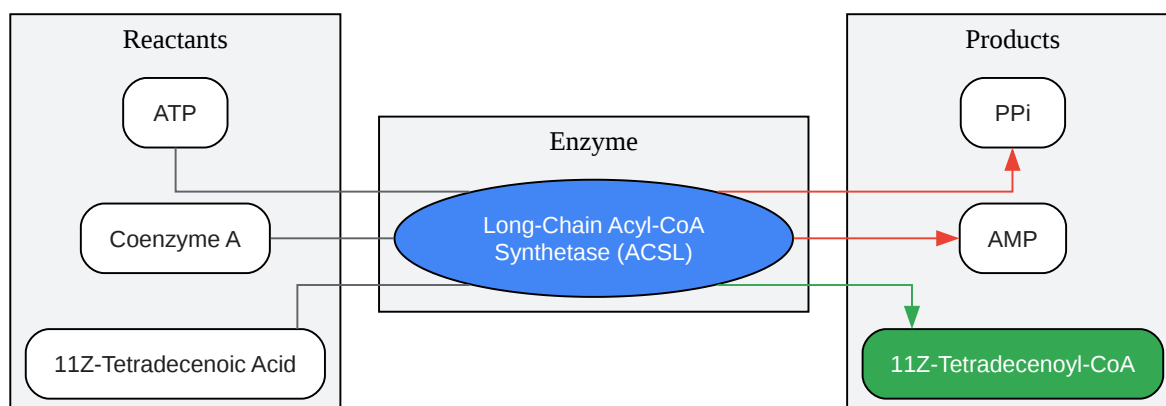 Reactants
ATP
Coenzyme A
11Z-Tetradecenoic Acid
Enzyme
Long-Chain Acyl-CoA
Synthetase (ACSL)
Products
PPi
AMP
11Z-Tetradecenoyl-CoA